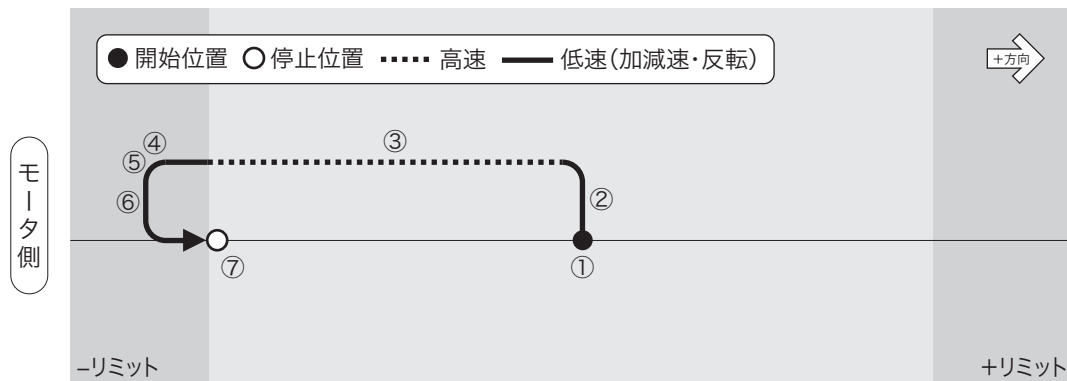 ●開始位置 ○停止位置 ····· 高速 ━━ 低速(加減速・反転)
+方向
モータ側
③
④
⑤
⑥
②
⑦
①
−リミット
+リミット